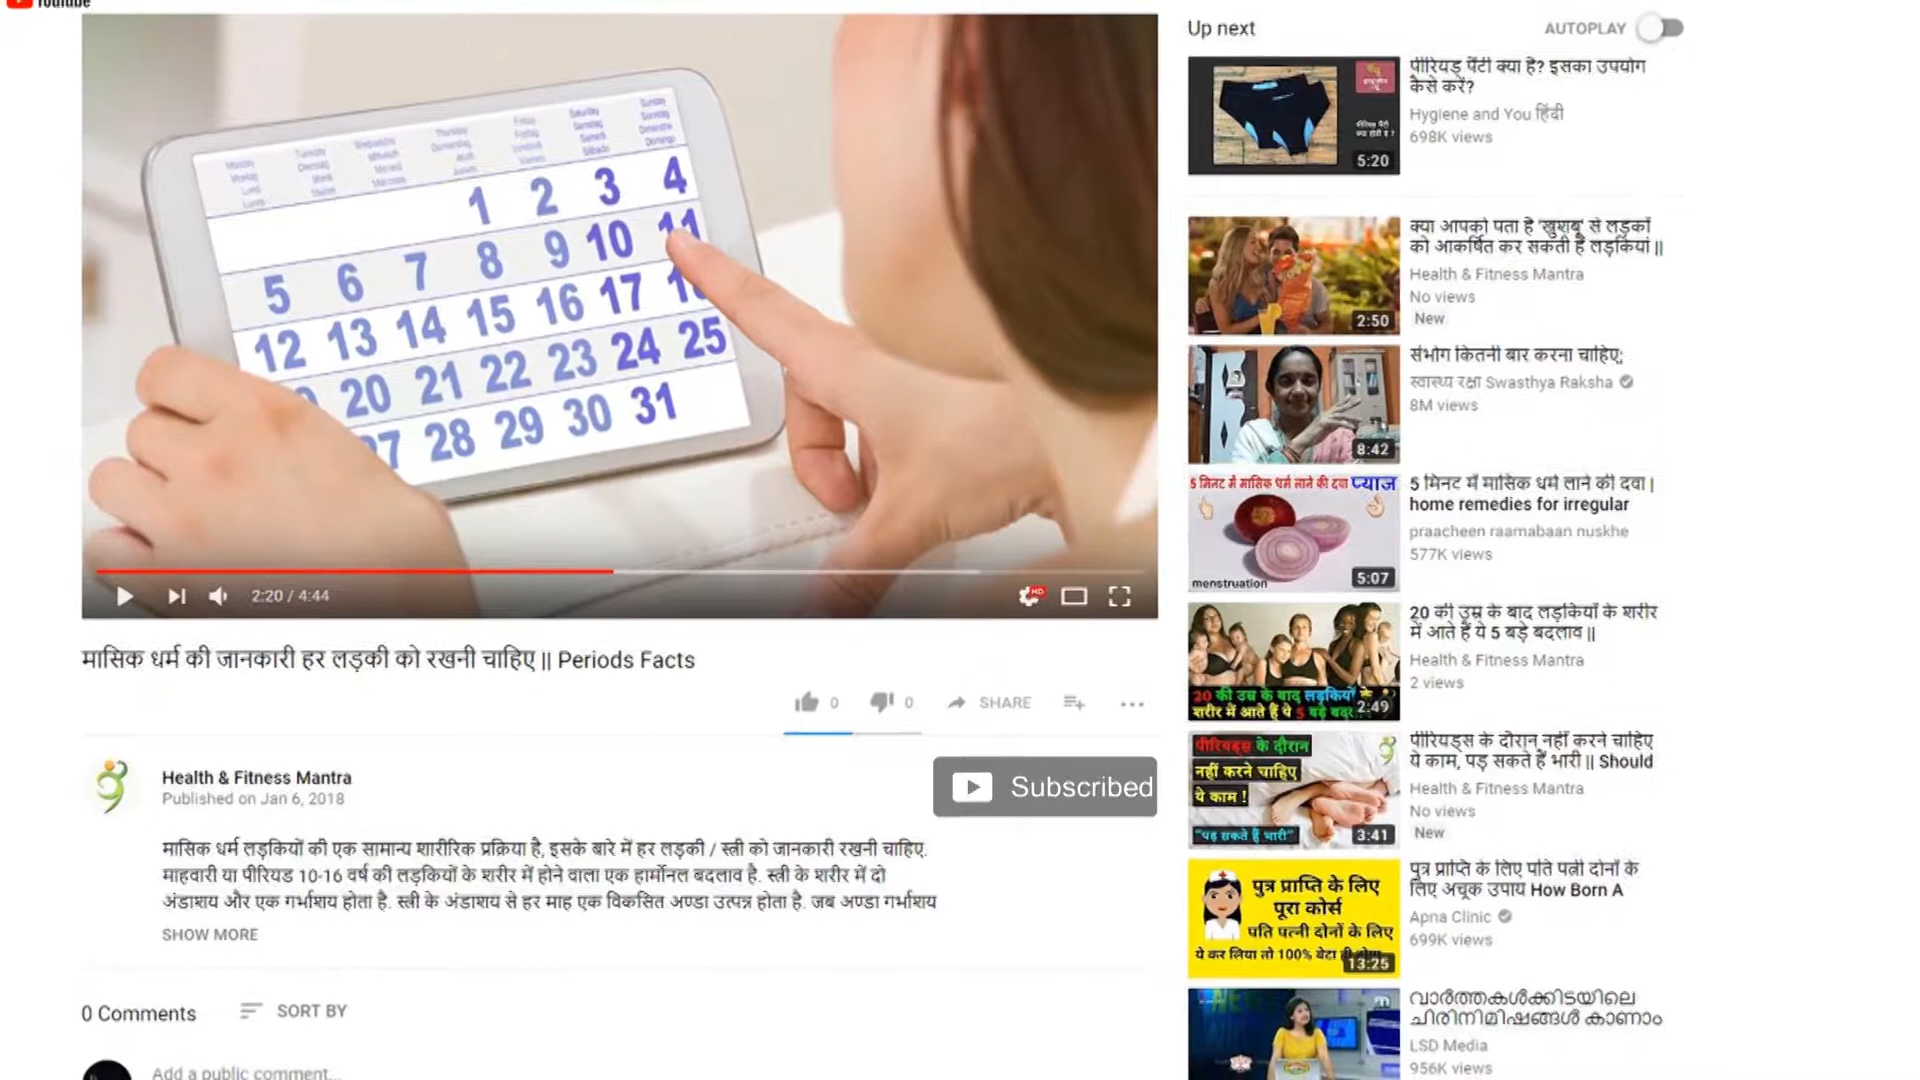 YouTube
1 2 3 4
5 6 7 8 9 10 11
12 13 14 15 16 17
20 21 22 23 24 25
28 29 30 31
2:20 / 4:44
HD
मासिक धर्म की जानकारी हर लड़की को रखनी चाहिए || Periods Facts
0 0 SHARE
Health & Fitness Mantra
Published on Jan 6, 2018
Subscribed
मासिक धर्म लड़कियों की एक सामान्य शारीरिक प्रक्रिया है, इसके बारे में हर लड़की / स्त्री को जानकारी रखनी चाहिए.
माहवारी या पीरियड 10-16 वर्ष की लड़कियों के शरीर में होने वाला एक हार्मोनल बदलाव है. स्त्री के शरीर में दो
अंडाशय और एक गर्भाशय होता है. स्त्री के अंडाशय से हर माह एक विकसित अण्डा उत्पन्न होता है. जब अण्डा गर्भाशय
SHOW MORE
0 Comments SORT BY
Add a public comment...
Up next AUTOPLAY
5:20
पीरियड पैंटी क्या है? इसका उपयोग
कैसे करें?
Hygiene and You हिंदी
698K views
2:50
क्या आपको पता है 'खुशबू' से लड़कों
को आकर्षित कर सकती हैं लड़कियां ||
Health & Fitness Mantra
No views
New
8:42
संभोग कितनी बार करना चाहिए;
स्वास्थ्य रक्षा Swasthya Raksha
8M views
5 मिनट में मासिक धर्म लाने की दवा प्याज
menstruation
5:07
5 मिनट में मासिक धर्म लाने की दवा |
home remedies for irregular
praacheen raamabaan nuskhe
577K views
20 की उम्र के बाद लड़कियों के
शरीर में आते हैं ये 5 बड़े
2:49
20 की उम्र के बाद लड़कियों के शरीर
में आते हैं ये 5 बड़े बदलाव ||
Health & Fitness Mantra
2 views
पीरियड्स के दौरान
नहीं करने चाहिए
ये काम !
"पड़ सकते हैं भारी"
3:41
पीरियड्स के दौरान नहीं करने चाहिए
ये काम, पड़ सकते हैं भारी || Should
Health & Fitness Mantra
No views
New
पुत्र प्राप्ति के लिए
पूरा कोर्स
पति पत्नी दोनों के लिए
ये कर लिया तो 100% बेटा
13:25
पुत्र प्राप्ति के लिए पति पत्नी दोनों के
लिए अचूक उपाय How Born A
Apna Clinic
699K views
വാർത്തകൾക്കിടയിലെ
ചിരിനിമിഷങ്ങൾ കാണാം
LSD Media
956K views